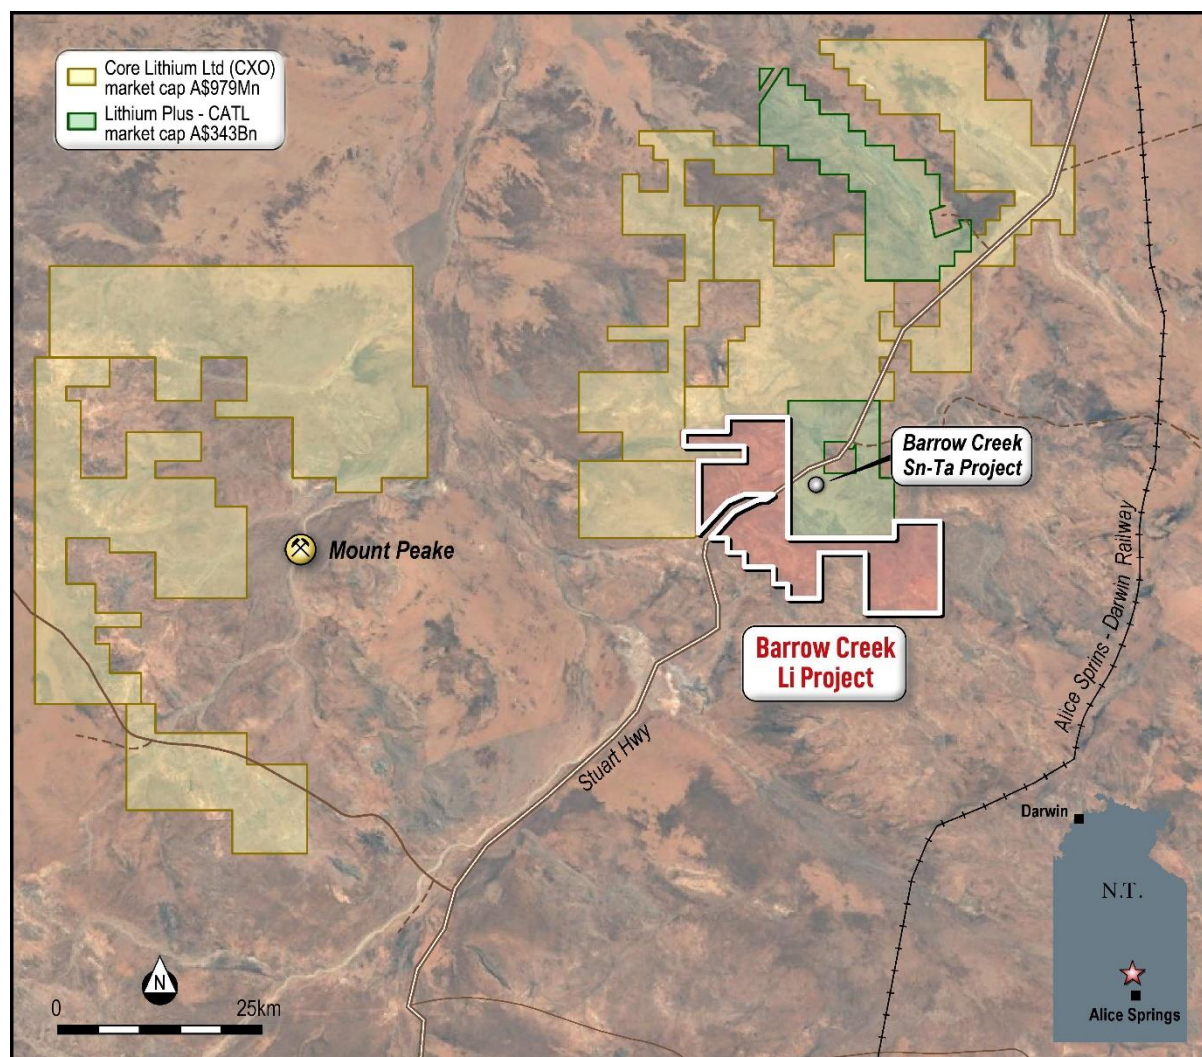 Core Lithium Ltd (CXO)
market cap A$979Mn
Lithium Plus - CATL
market cap A$343Bn
Barrow Creek
Sn-Ta Project
Mount Peake
Barrow Creek
Li Project
Stuart Hwy
Alice Sprins - Darwin Railway
Darwin
N.T.
Alice Springs
N
0
25km